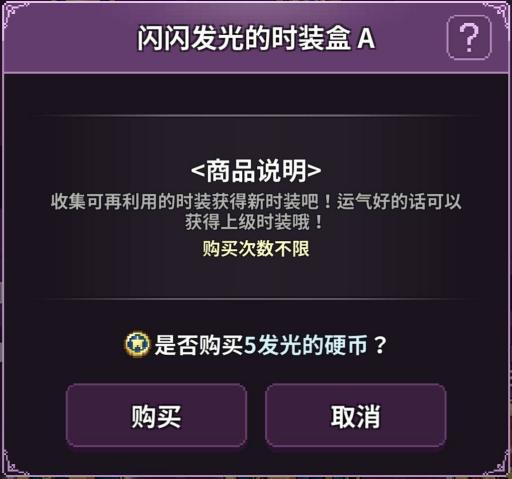 闪闪发光的时装盒 A
?
<商品说明>
收集可再利用的时装获得新时装吧！运气好的话可以
获得上级时装哦！
购买次数不限
是否购买5发光的硬币？
购买
取消